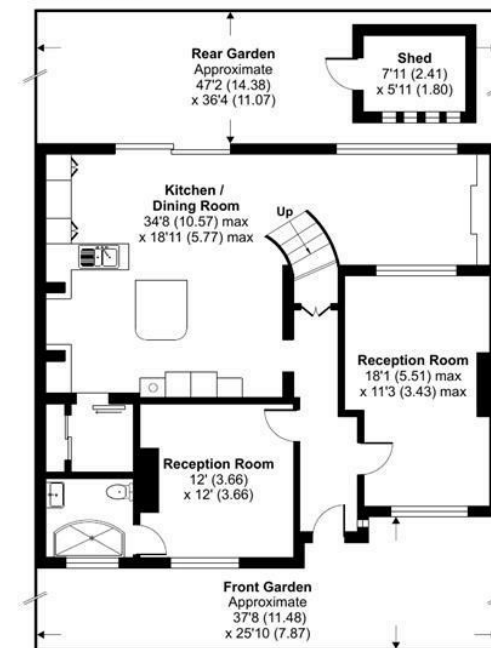 Rear Garden
Approximate
47'2 (14.38)
x 36'4 (11.07)
Shed
7'11 (2.41)
x 5'11 (1.80)
Kitchen /
Dining Room
34'8 (10.57) max
x 18'11 (5.77) max
Up
Reception Room
18'1 (5.51) max
x 11'3 (3.43) max
Reception Room
12' (3.66)
x 12' (3.66)
Front Garden
Approximate
37'8 (11.48)
x 25'10 (7.87)